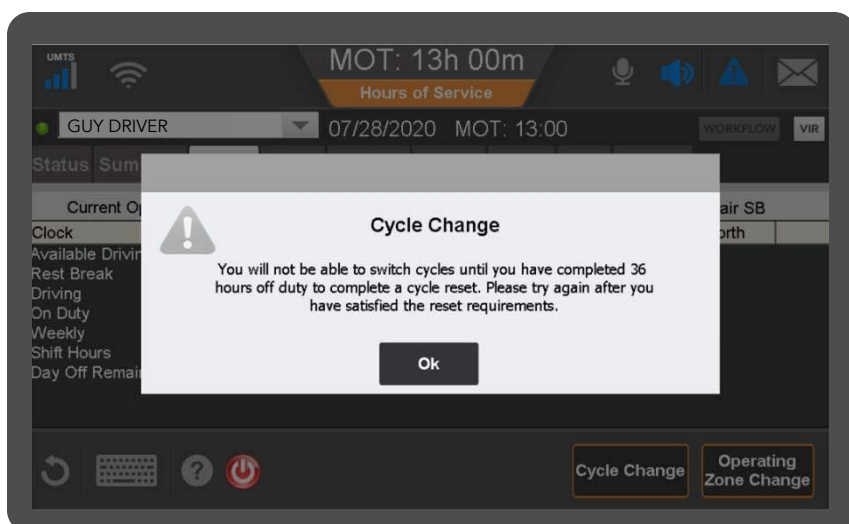 UMTS
MOT: 13h 00m
Hours of Service
GUY DRIVER
07/28/2020 MOT: 13:00
WORKFLOW
VIR
Status Sum
Current Op
air SB
Clock
orth
Available Drivin
Rest Break
Driving
On Duty
Weekly
Shift Hours
Day Off Remai
Cycle Change
You will not be able to switch cycles until you have completed 36
hours off duty to complete a cycle reset. Please try again after you
have satisfied the reset requirements.
Ok
?
Cycle Change
Operating
Zone Change